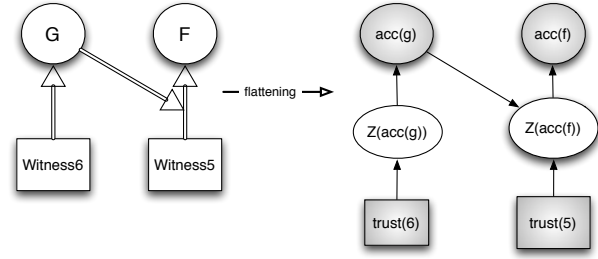 G
F
acc(g)
acc(f)
flattening
Z(acc(g))
Z(acc(f))
Witness6
Witness5
trust(6)
trust(5)